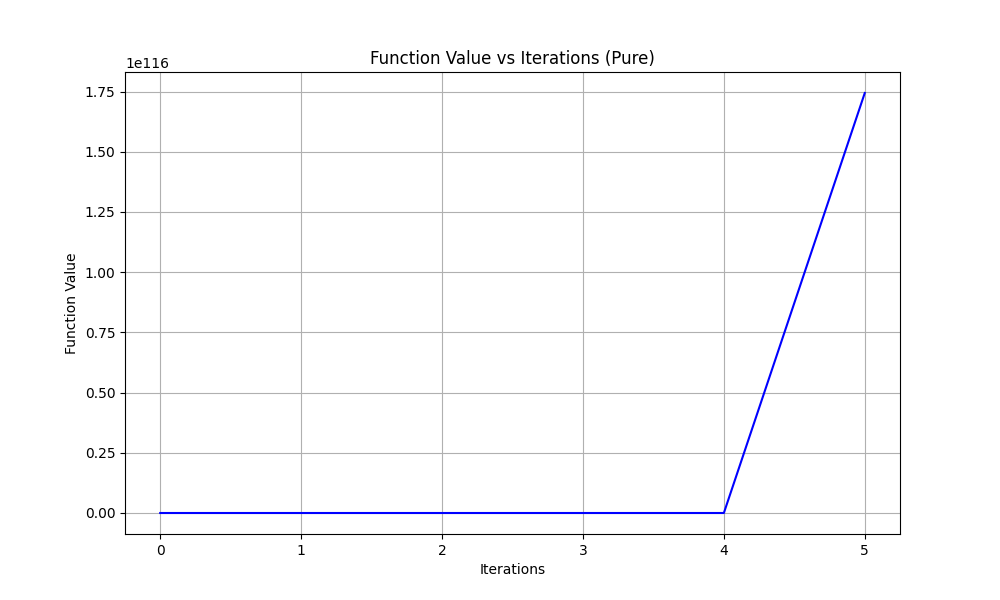 Function Value vs Iterations (Pure)
1e116
1.75
1.50
1.25
1.00
0.75
0.50
0.25
0.00
Function Value
0 1 2 3 4 5
Iterations